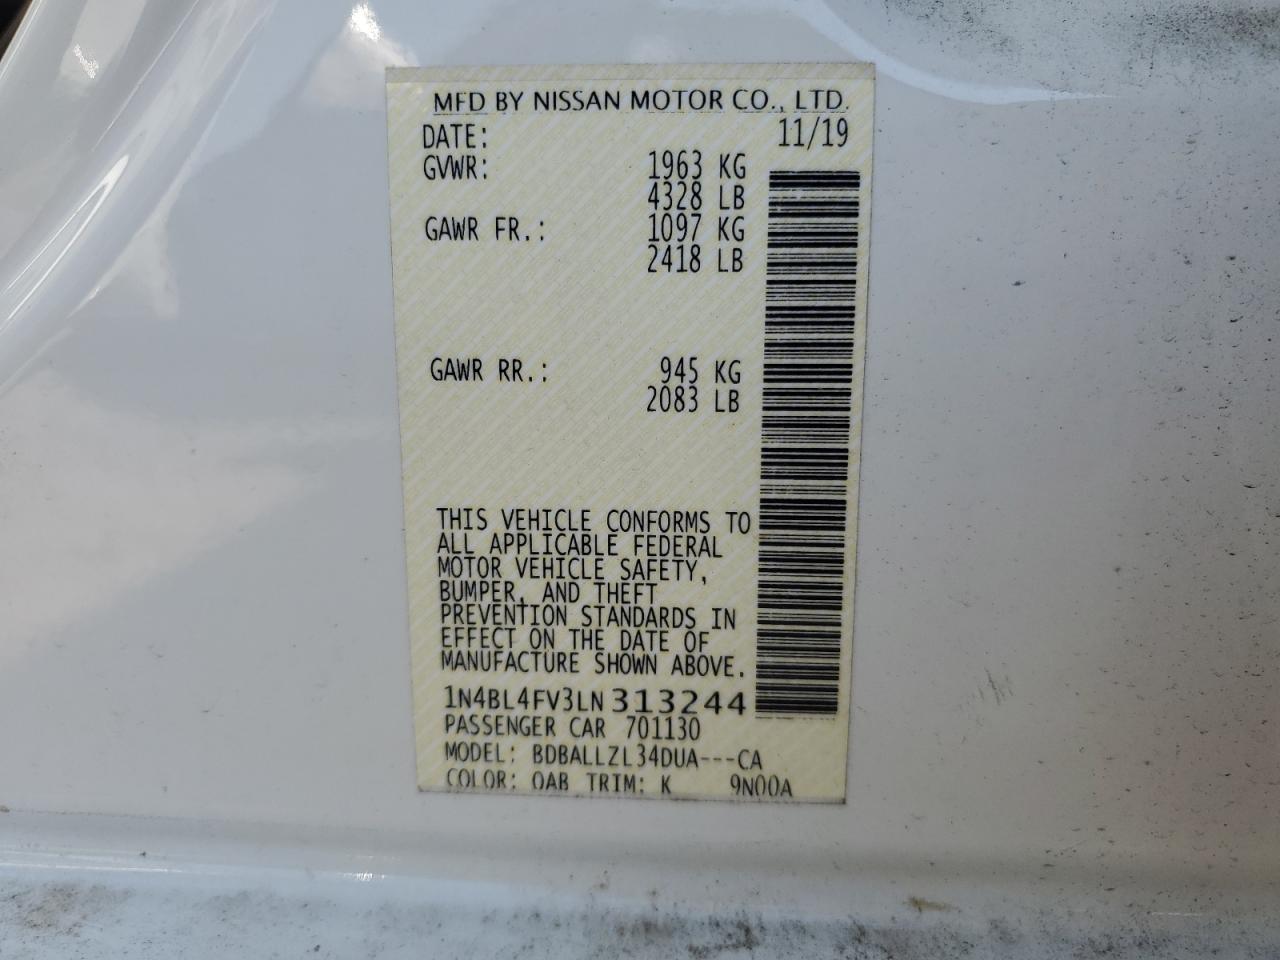 MFD BY NISSAN MOTOR CO., LTD.
DATE: 11/19
GVWR: 1963 KG
4328 LB
GAWR FR.: 1097 KG
2418 LB
GAWR RR.: 945 KG
2083 LB
THIS VEHICLE CONFORMS TO
ALL APPLICABLE FEDERAL
MOTOR VEHICLE SAFETY,
BUMPER, AND THEFT
PREVENTION STANDARDS IN
EFFECT ON THE DATE OF
MANUFACTURE SHOWN ABOVE.
1N4BL4FV3LN313244
PASSENGER CAR 701130
MODEL: BDBALLZL34DUA---CA
COLOR: QAB TRIM: K 9N00A